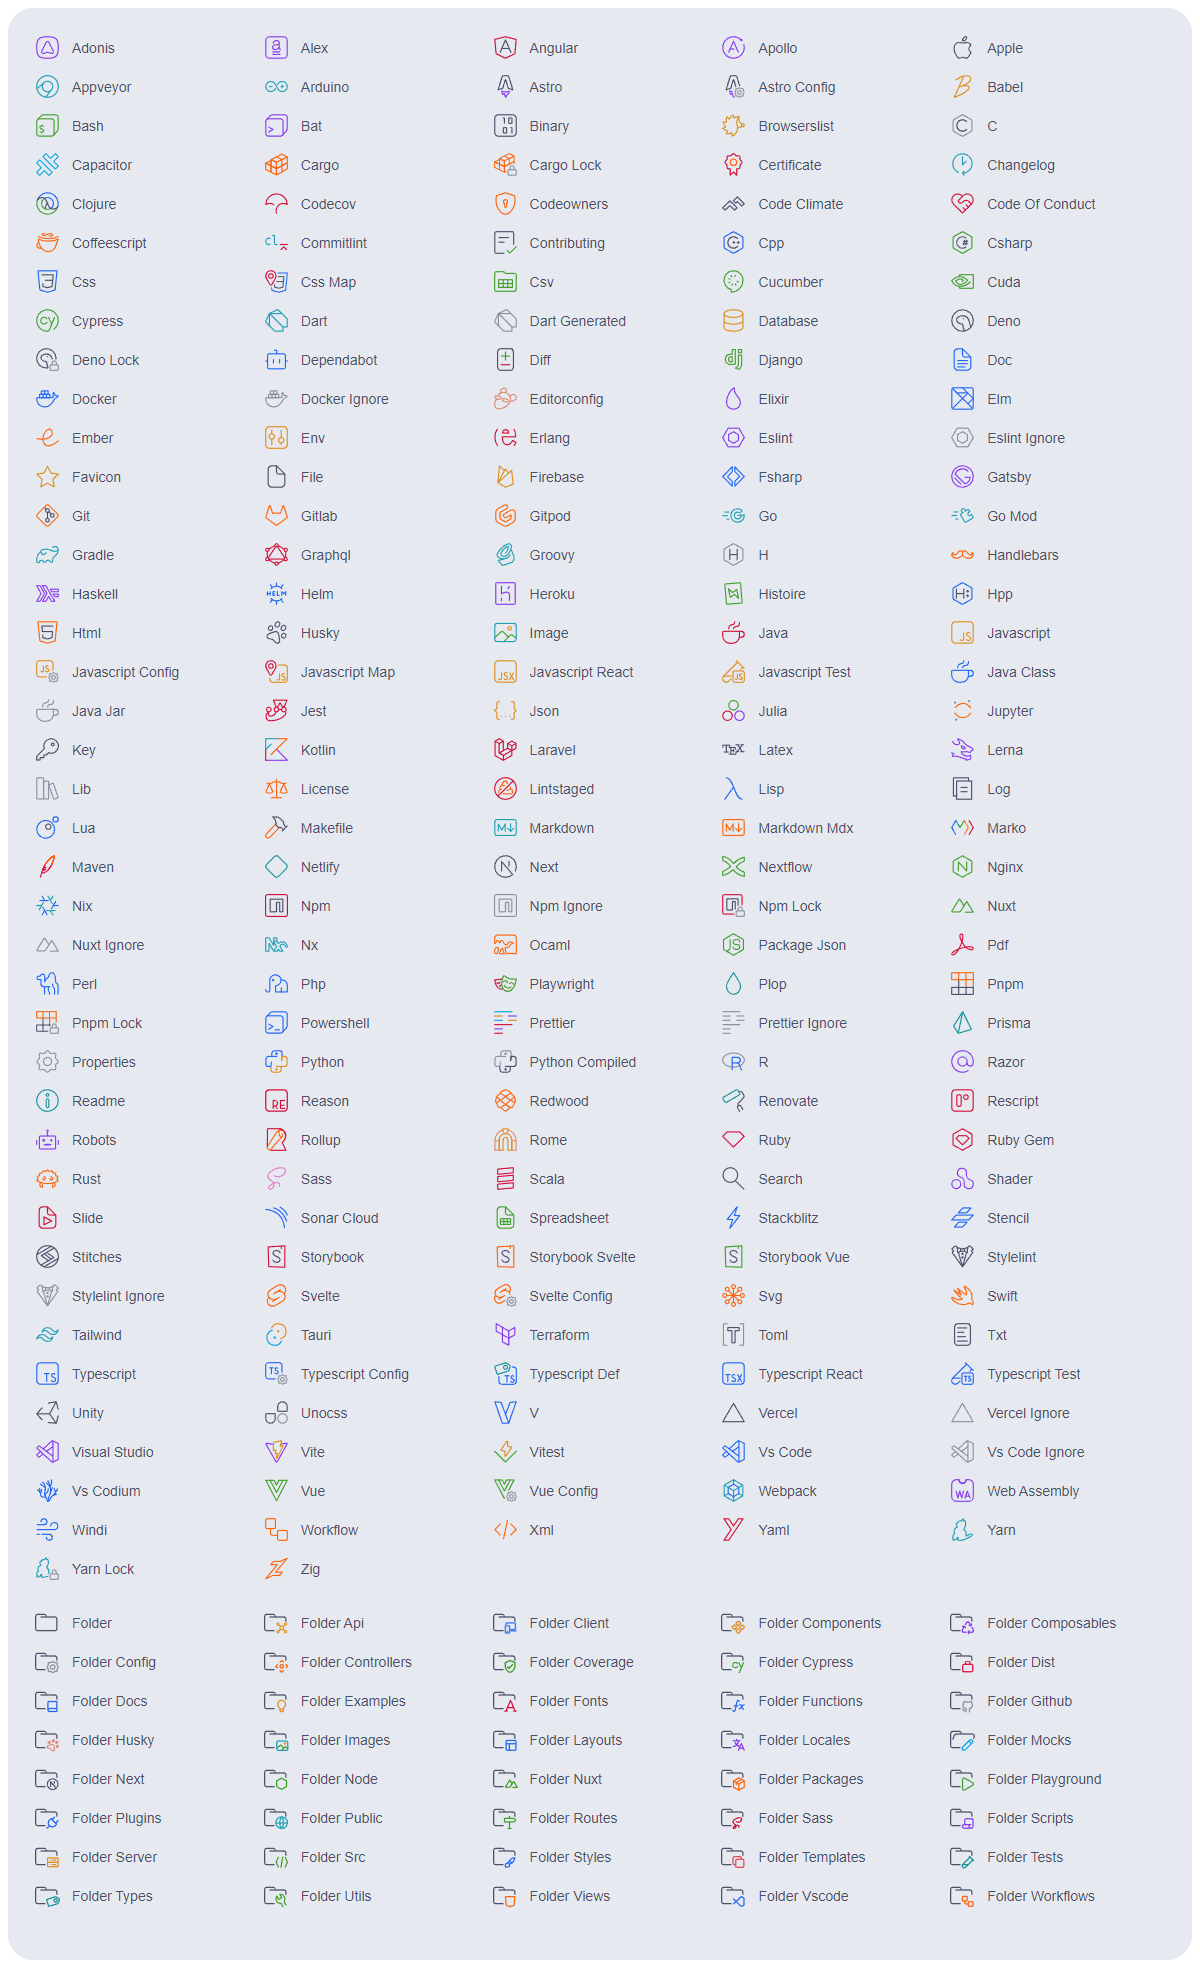 Adonis Alex Angular Apollo Apple
Appveyor Arduino Astro Astro Config Babel
Bash Bat Binary Browserslist C
Capacitor Cargo Cargo Lock Certificate Changelog
Clojure Codecov Codeowners Code Climate Code Of Conduct
Coffeescript Commitlint Contributing Cpp Csharp
Css Css Map Csv Cucumber Cuda
Cypress Dart Dart Generated Database Deno
Deno Lock Dependabot Diff Django Doc
Docker Docker Ignore Editorconfig Elixir Elm
Ember Env Erlang Eslint Eslint Ignore
Favicon File Firebase Fsharp Gatsby
Git Gitlab Gitpod Go Go Mod
Gradle Graphql Groovy H Handlebars
Haskell Helm Heroku Histoire Hpp
Html Husky Image Java Javascript
Javascript Config Javascript Map Javascript React Javascript Test Java Class
Java Jar Jest Json Julia Jupyter
Key Kotlin Laravel Latex Lerna
Lib License Lintstaged Lisp Log
Lua Makefile Markdown Markdown Mdx Marko
Maven Netlify Next Nextflow Nginx
Nix Npm Npm Ignore Npm Lock Nuxt
Nuxt Ignore Nx Ocaml Package Json Pdf
Perl Php Playwright Plop Pnpm
Pnpm Lock Powershell Prettier Prettier Ignore Prisma
Properties Python Python Compiled R Razor
Readme Reason Redwood Renovate Rescript
Robots Rollup Rome Ruby Ruby Gem
Rust Sass Scala Search Shader
Slide Sonar Cloud Spreadsheet Stackblitz Stencil
Stitches Storybook Storybook Svelte Storybook Vue Stylelint
Stylelint Ignore Svelte Svelte Config Svg Swift
Tailwind Tauri Terraform Toml Txt
Typescript Typescript Config Typescript Def Typescript React Typescript Test
Unity Unocss V Vercel Vercel Ignore
Visual Studio Vite Vitest Vs Code Vs Code Ignore
Vs Codium Vue Vue Config Webpack Web Assembly
Windi Workflow Xml Yaml Yarn
Yarn Lock Zig
Folder Folder Api Folder Client Folder Components Folder Composables
Folder Config Folder Controllers Folder Coverage Folder Cypress Folder Dist
Folder Docs Folder Examples Folder Fonts Folder Functions Folder Github
Folder Husky Folder Images Folder Layouts Folder Locales Folder Mocks
Folder Next Folder Node Folder Nuxt Folder Packages Folder Playground
Folder Plugins Folder Public Folder Routes Folder Sass Folder Scripts
Folder Server Folder Src Folder Styles Folder Templates Folder Tests
Folder Types Folder Utils Folder Views Folder Vscode Folder Workflows